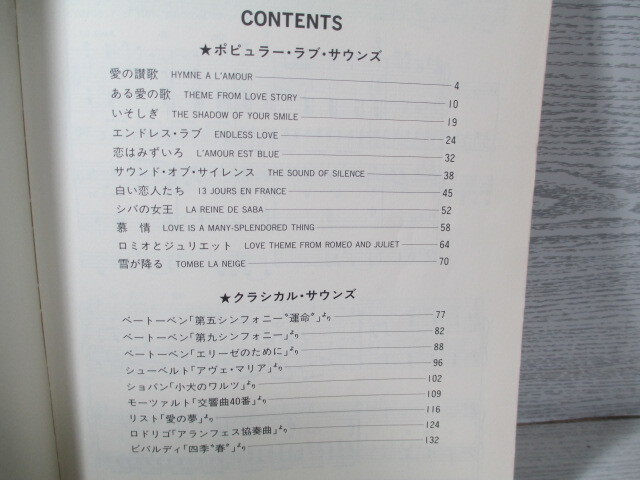 CONTENTS
★ポピュラー・ラブ・サウンズ
愛の讃歌 HYMNE A L'AMOUR 4
ある愛の歌 THEME FROM LOVE STORY 10
いそしぎ THE SHADOW OF YOUR SMILE 19
エンドレス・ラブ ENDLESS LOVE 24
恋はみずいろ L'AMOUR EST BLUE 32
サウンド・オブ・サイレンス THE SOUND OF SILENCE 38
白い恋人たち 13 JOURS EN FRANCE 45
シバの女王 LA REINE DE SABA 52
慕 情 LOVE IS A MANY-SPLENDORED THING 58
ロミオとジュリエット LOVE THEME FROM ROMEO AND JULIET 64
雪が降る TOMBE LA NEIGE 70
★クラシカル・サウンズ
ベートーベン「第五シンフォニー“運命”」より 77
ベートーベン「第九シンフォニー」より 82
ベートーベン「エリーゼのために」より 88
シューベルト「アヴェ・マリア」より 96
ショパン「小犬のワルツ」より 102
モーツァルト「交響曲40番」より 109
リスト「愛の夢」より 116
ロドリゴ「アランフェス協奏曲」より 124
ビバルディ「四季“春”」より 132